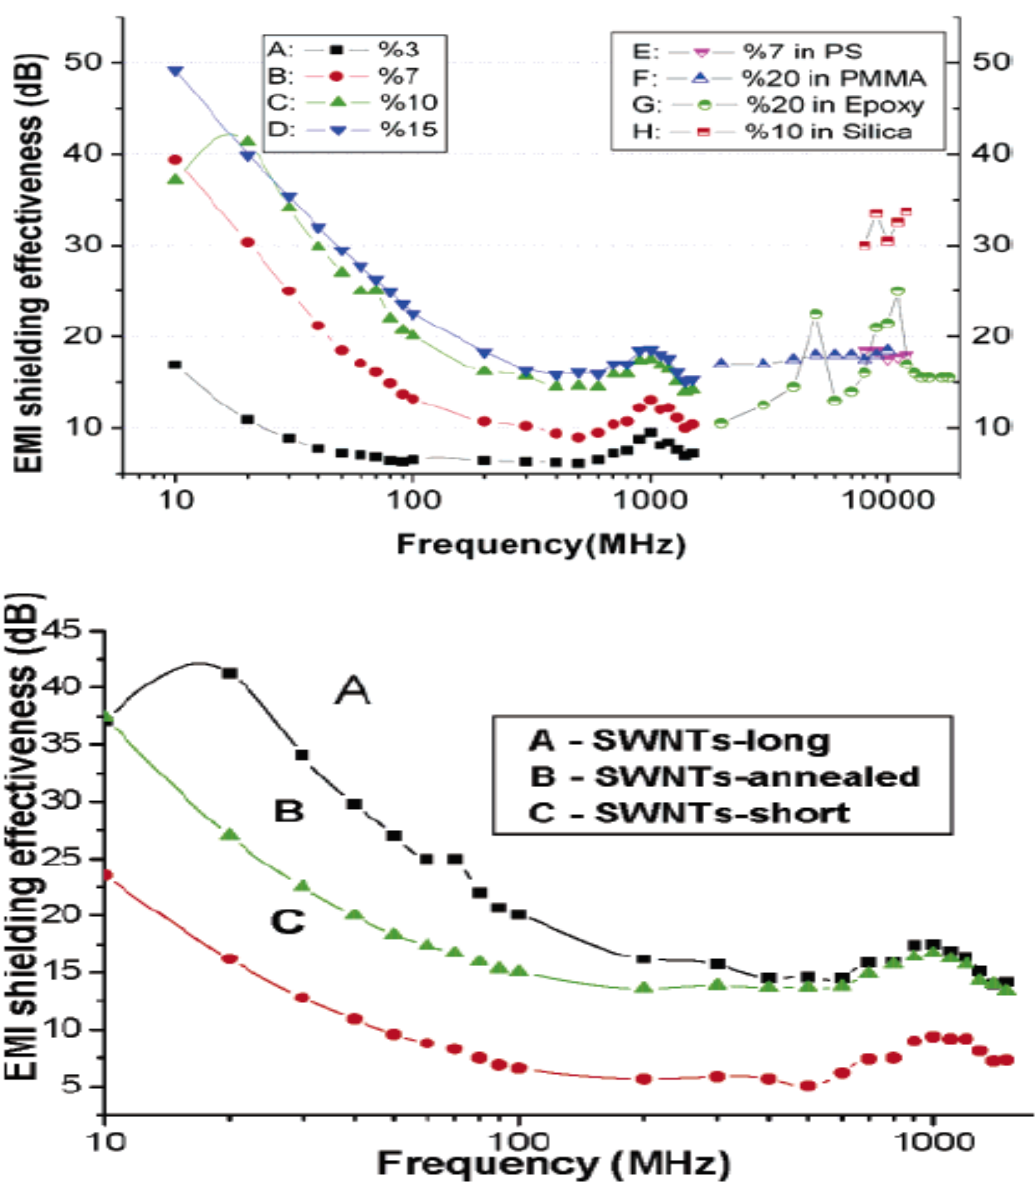 EMI shielding effectiveness (dB)
50
40
30
20
10
A: %3
B: %7
C: %10
D: %15
E: %7 in PS
F: %20 in PMMA
G: %20 in Epoxy
H: %10 in Silica
50
40
30
20
10
10 100 1000 10000
Frequency(MHz)
EMI shielding effectiveness (dB)
45
40
35
30
25
20
15
10
5
A
B
C
A - SWNTs-long
B - SWNTs-annealed
C - SWNTs-short
10 100 1000
Frequency (MHz)